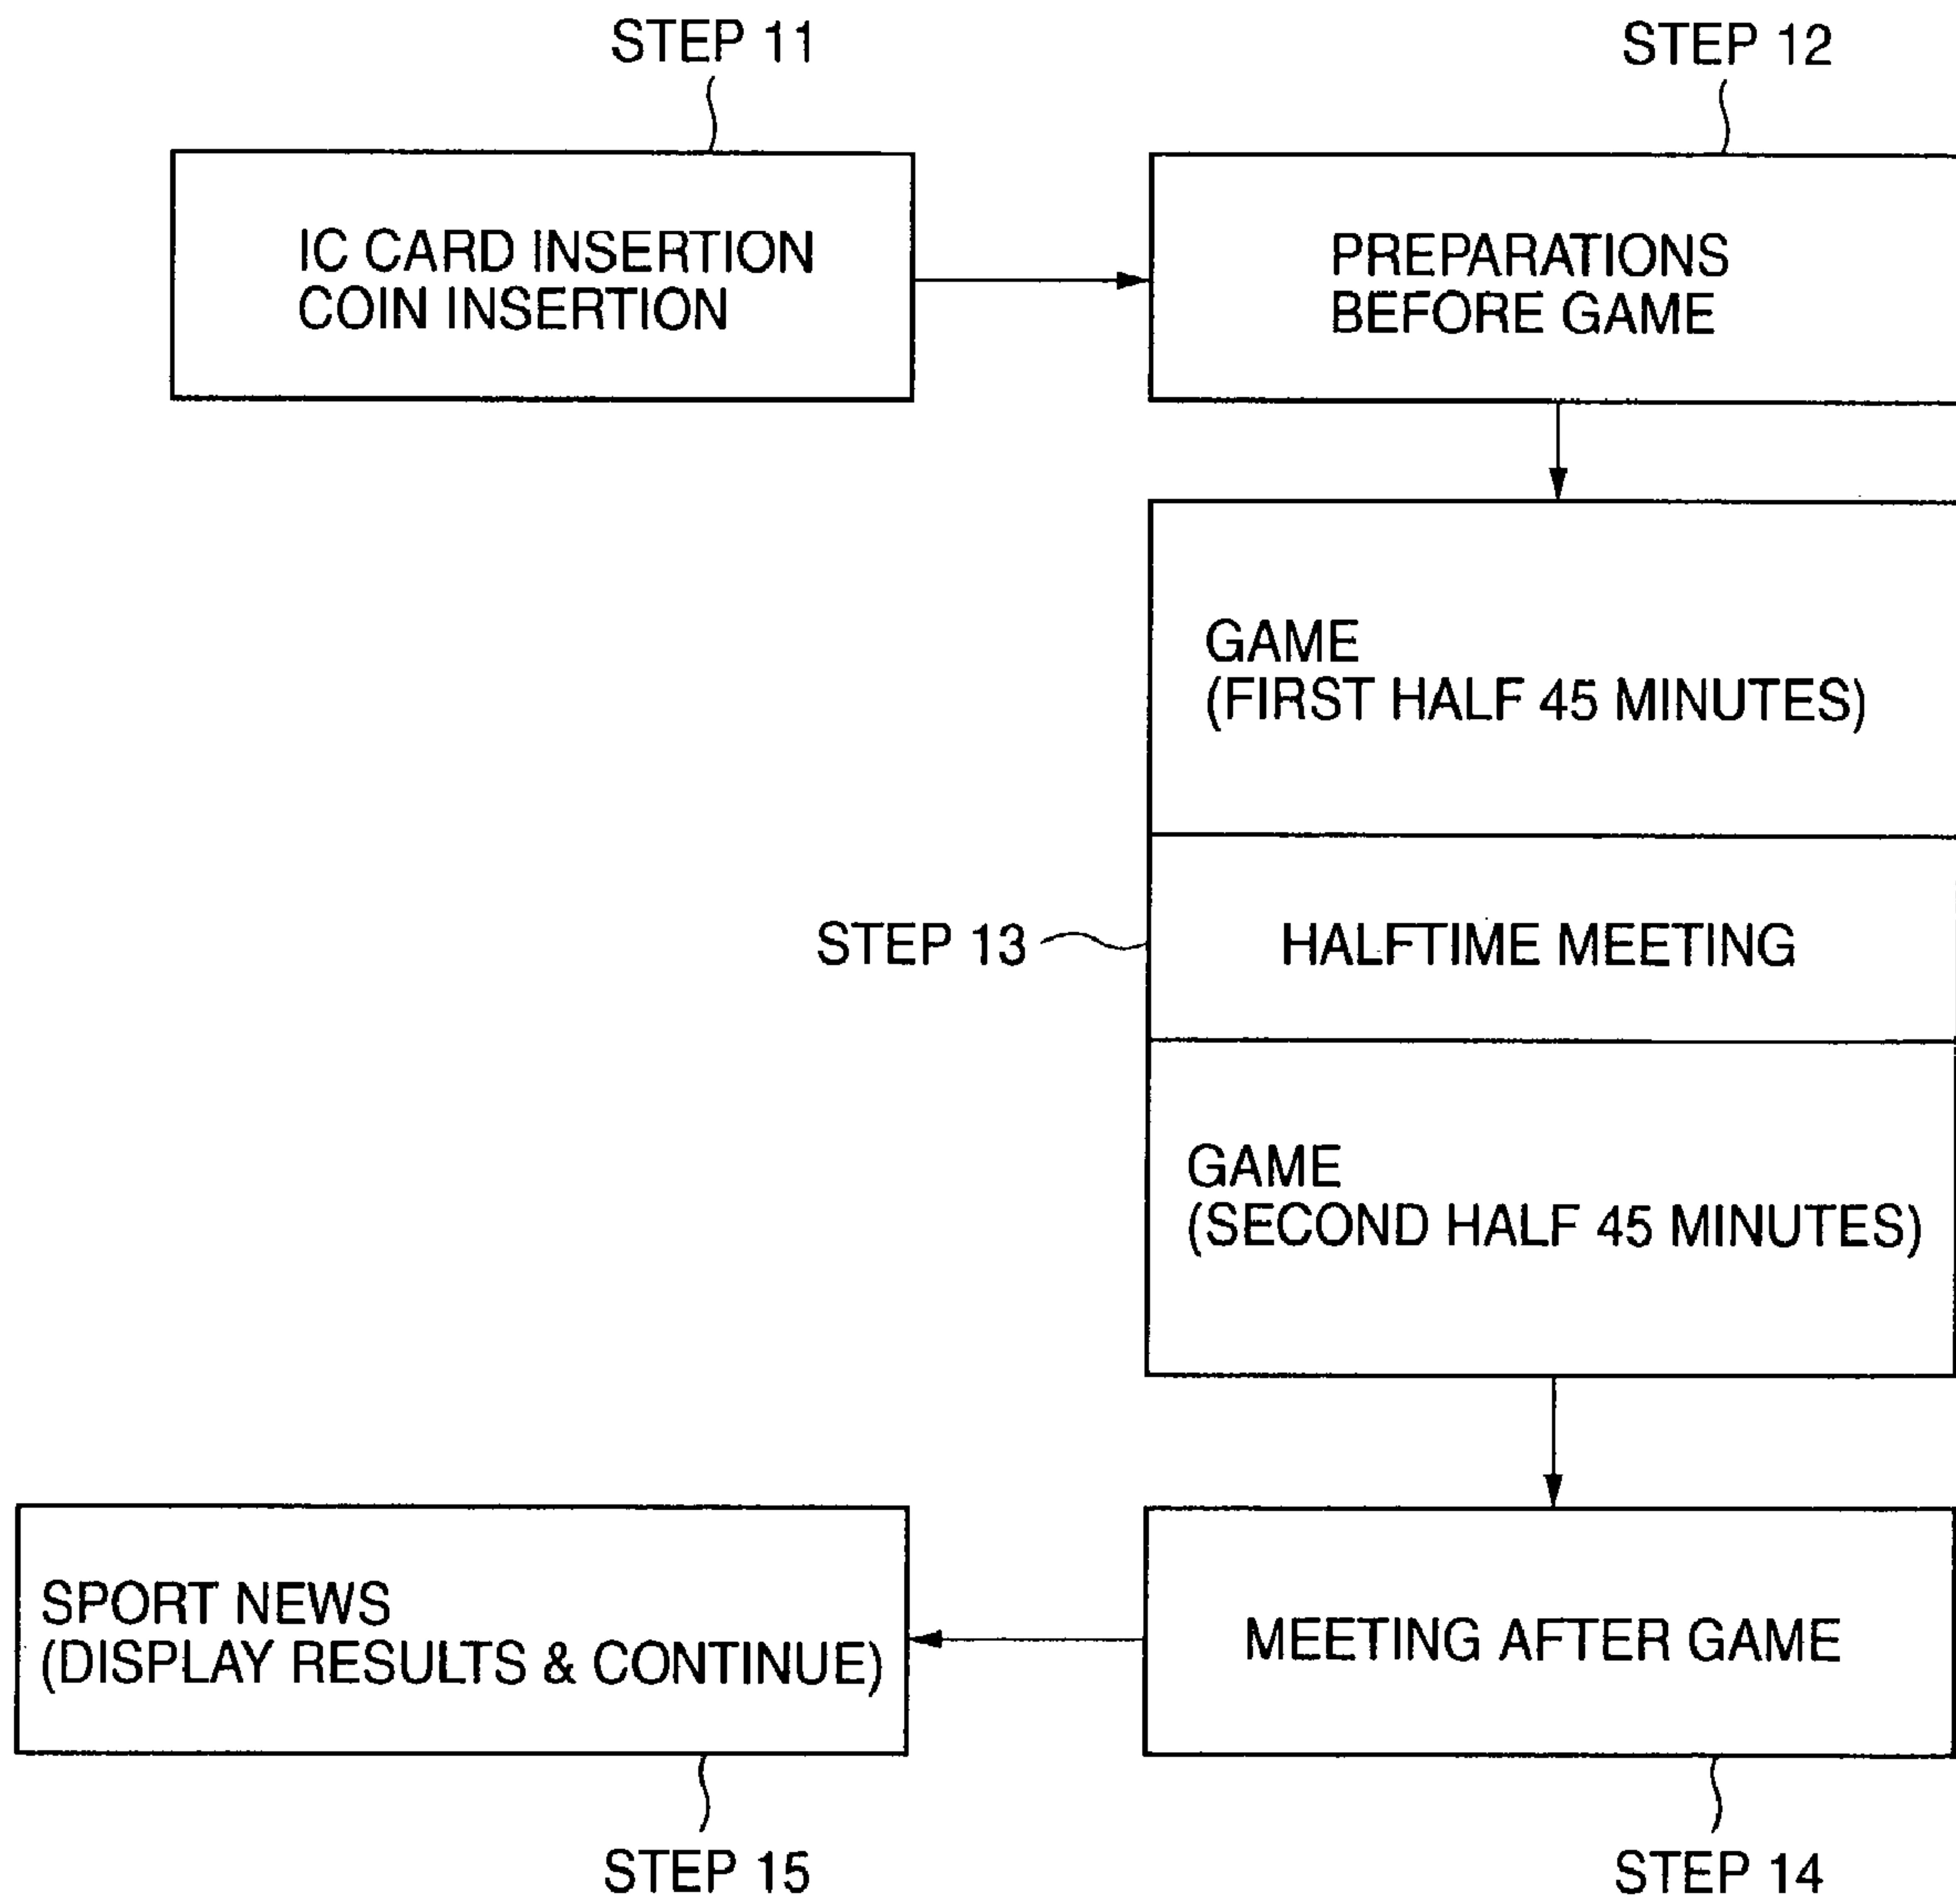 STEP 11
STEP 12
IC CARD INSERTION
COIN INSERTION
PREPARATIONS
BEFORE GAME
GAME
(FIRST HALF 45 MINUTES)
STEP 13
HALFTIME MEETING
GAME
(SECOND HALF 45 MINUTES)
SPORT NEWS
(DISPLAY RESULTS & CONTINUE)
MEETING AFTER GAME
STEP 15
STEP 14